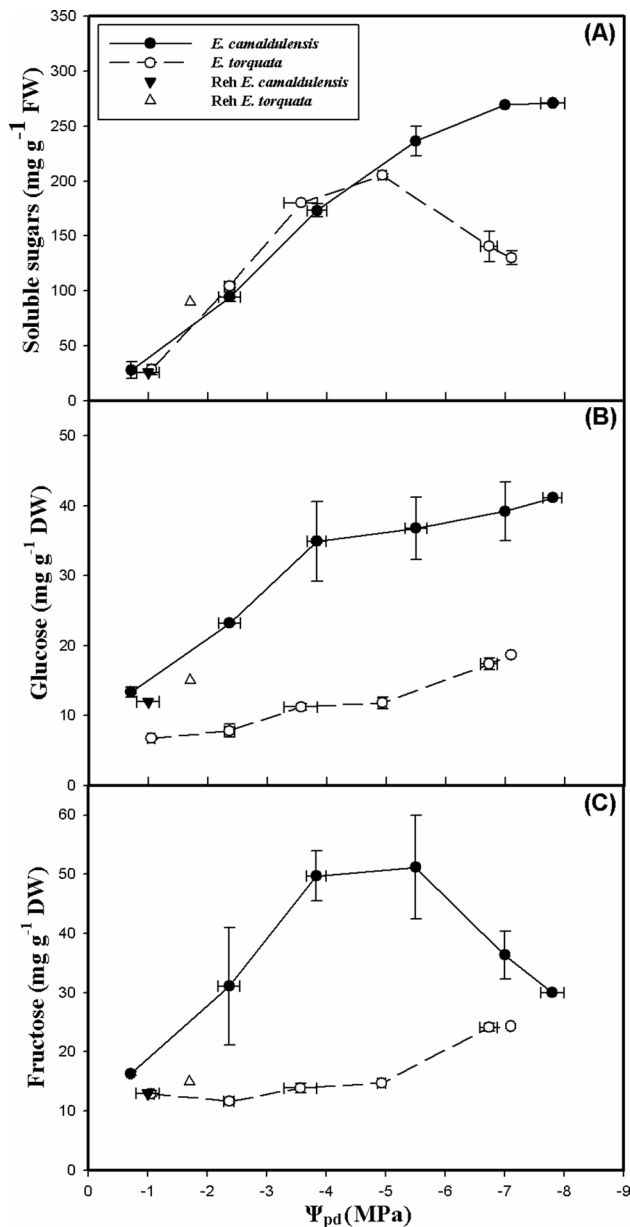 (A)
E. camaldulensis
E. torquata
Reh E. camaldulensis
Reh E. torquata
Soluble sugars (mg g-1 FW)
350
300
250
200
150
100
50
0
(B)
Glucose (mg g-1 DW)
50
40
30
20
10
0
(C)
Fructose (mg g-1 DW)
60
50
40
30
20
10
0
0 -1 -2 -3 -4 -5 -6 -7 -8 -9
Ψpd (MPa)